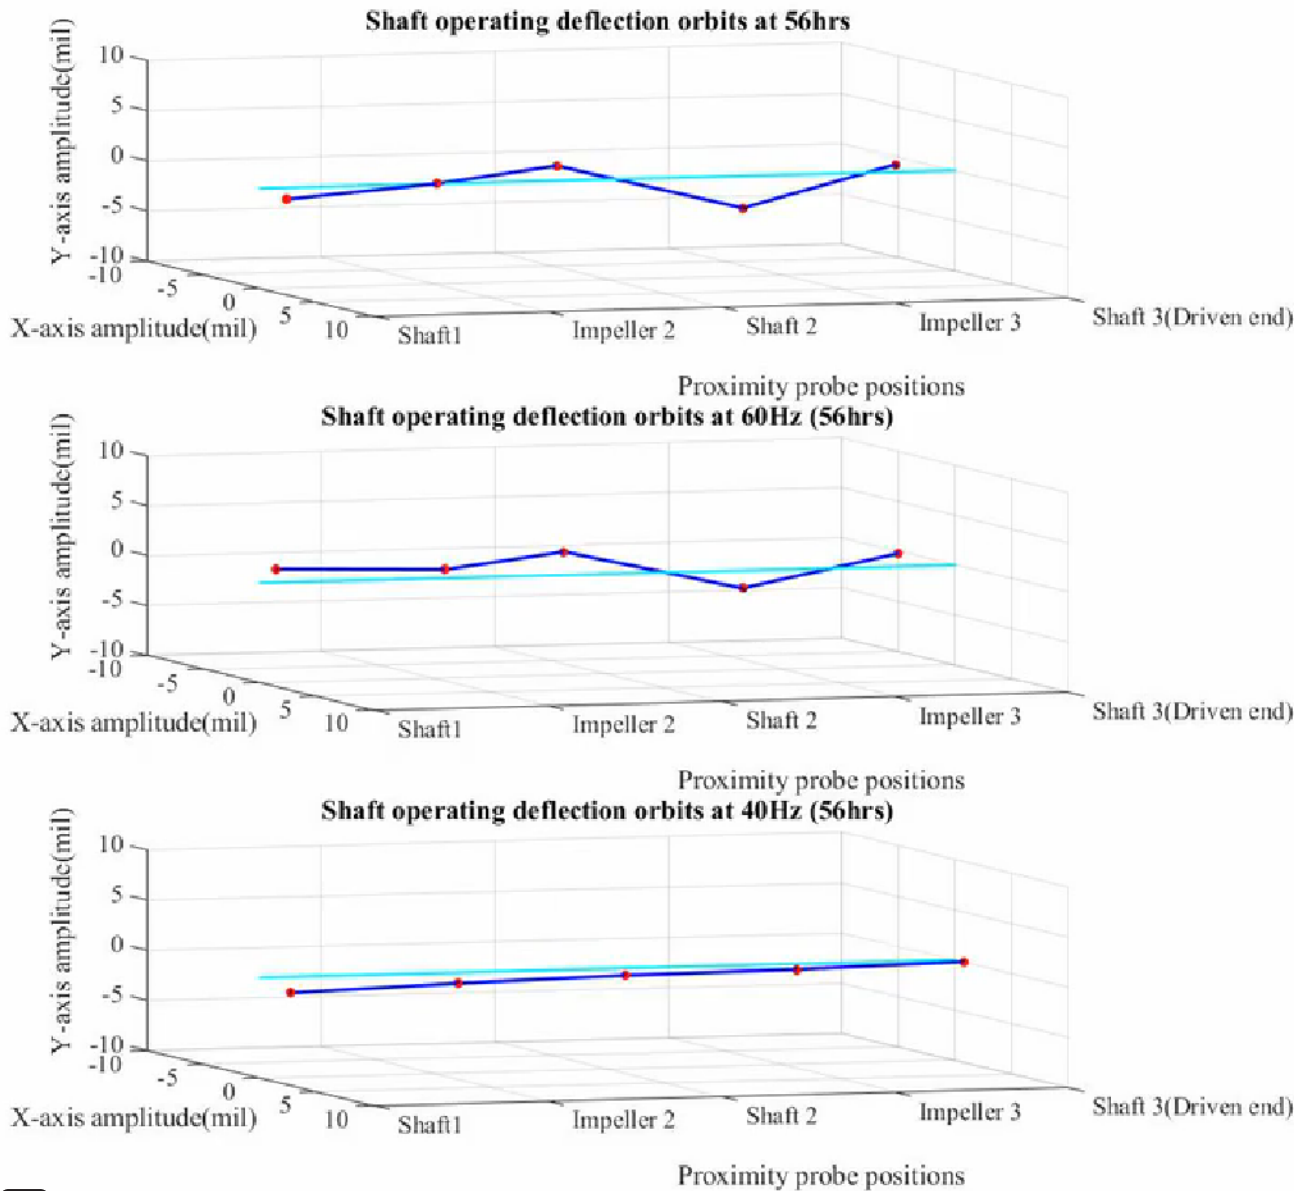 Shaft operating deflection orbits at 56hrs
Y-axis amplitude(mil)
10
5
0
-5
-10
-10
-5
0
5
10
X-axis amplitude(mil)
Shaft1
Impeller 2
Shaft 2
Impeller 3
Shaft 3(Driven end)
Proximity probe positions
Shaft operating deflection orbits at 60Hz (56hrs)
Y-axis amplitude(mil)
10
5
0
-5
-10
-10
-5
0
5
10
X-axis amplitude(mil)
Shaft1
Impeller 2
Shaft 2
Impeller 3
Shaft 3(Driven end)
Proximity probe positions
Shaft operating deflection orbits at 40Hz (56hrs)
Y-axis amplitude(mil)
10
5
0
-5
-10
-10
-5
0
5
10
X-axis amplitude(mil)
Shaft1
Impeller 2
Shaft 2
Impeller 3
Shaft 3(Driven end)
Proximity probe positions